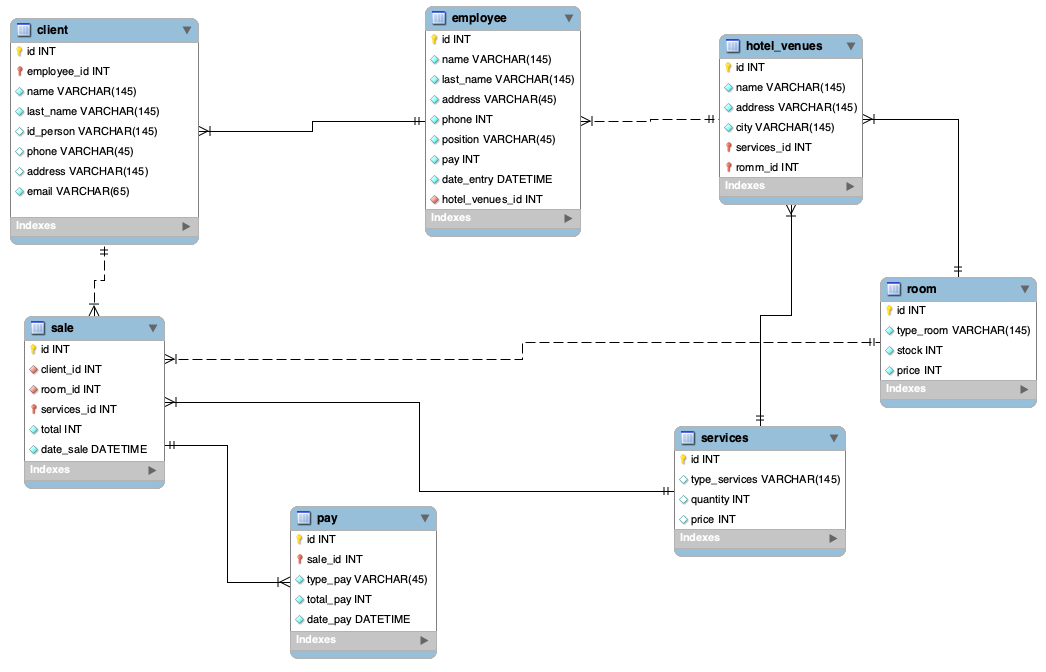 client
id INT
employee_id INT
name VARCHAR(145)
last_name VARCHAR(145)
id_person VARCHAR(145)
phone VARCHAR(45)
address VARCHAR(145)
email VARCHAR(65)
Indexes
employee
id INT
name VARCHAR(145)
last_name VARCHAR(145)
address VARCHAR(45)
phone INT
position VARCHAR(45)
pay INT
date_entry DATETIME
hotel_venues_id INT
Indexes
hotel_venues
id INT
name VARCHAR(145)
address VARCHAR(145)
city VARCHAR(145)
services_id INT
romm_id INT
Indexes
room
id INT
type_room VARCHAR(145)
stock INT
price INT
Indexes
sale
id INT
client_id INT
room_id INT
services_id INT
total INT
date_sale DATETIME
Indexes
services
id INT
type_services VARCHAR(145)
quantity INT
price INT
Indexes
pay
id INT
sale_id INT
type_pay VARCHAR(45)
total_pay INT
date_pay DATETIME
Indexes